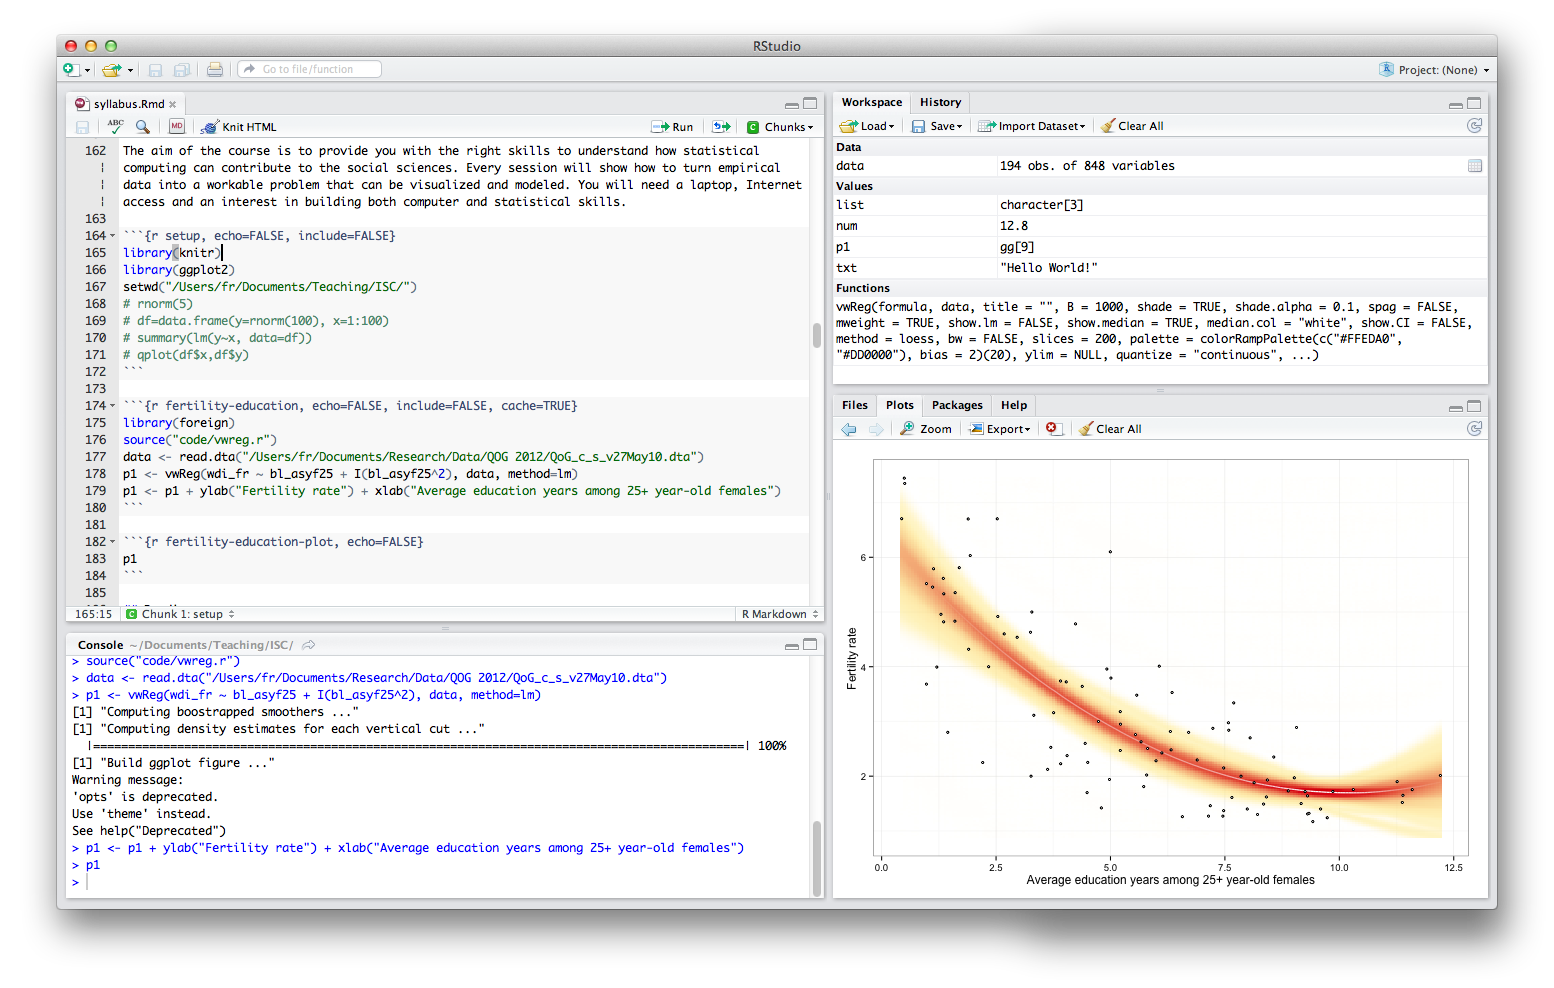 RStudio
Go to file/function
Project: (None)
syllabus.Rmd
ABC
MD
Knit HTML
Run
Chunks
162 The aim of the course is to provide you with the right skills to understand how statistical
computing can contribute to the social sciences. Every session will show how to turn empirical
data into a workable problem that can be visualized and modeled. You will need a laptop, Internet
access and an interest in building both computer and statistical skills.
163
164 ```{r setup, echo=FALSE, include=FALSE}
165 library(knitr)
166 library(ggplot2)
167 setwd("/Users/fr/Documents/Teaching/ISC/")
168 # rnorm(5)
169 # df=data.frame(y=rnorm(100), x=1:100)
170 # summary(lm(y~x, data=df))
171 # qplot(df$x,df$y)
172 ```
173
174 ```{r fertility-education, echo=FALSE, include=FALSE, cache=TRUE}
175 library(foreign)
176 source("code/vwreg.r")
177 data <- read.dta("/Users/fr/Documents/Research/Data/QOG 2012/QoG_c_s_v27May10.dta")
178 p1 <- vwReg(wdi_fr ~ bl_asyf25 + I(bl_asyf25^2), data, method=lm)
179 p1 <- p1 + ylab("Fertility rate") + xlab("Average education years among 25+ year-old females")
180 ```
181
182 ```{r fertility-education-plot, echo=FALSE}
183 p1
184 ```
185
165:15 C Chunk 1: setup
R Markdown
Console ~/Documents/Teaching/ISC/
> source("code/vwreg.r")
> data <- read.dta("/Users/fr/Documents/Research/Data/QOG 2012/QoG_c_s_v27May10.dta")
> p1 <- vwReg(wdi_fr ~ bl_asyf25 + I(bl_asyf25^2), data, method=lm)
[1] "Computing boostrapped smoothers ..."
[1] "Computing density estimates for each vertical cut ..."
|=============================================================================================| 100%
[1] "Build ggplot figure ..."
Warning message:
'opts' is deprecated.
Use 'theme' instead.
See help("Deprecated")
> p1 <- p1 + ylab("Fertility rate") + xlab("Average education years among 25+ year-old females")
> p1
>
Workspace History
Load Save Import Dataset Clear All
Data
data 194 obs. of 848 variables
Values
list character[3]
num 12.8
p1 gg[9]
txt "Hello World!"
Functions
vwReg(formula, data, title = "", B = 1000, shade = TRUE, shade.alpha = 0.1, spag = FALSE,
mweight = TRUE, show.lm = FALSE, show.median = TRUE, median.col = "white", show.CI = FALSE,
method = loess, bw = FALSE, slices = 200, palette = colorRampPalette(c("#FFEDA0",
"#DD0000"), bias = 2)(20), ylim = NULL, quantize = "continuous", ...)
Files Plots Packages Help
Zoom Export Clear All
Fertility rate
6
4
2
0.0 2.5 5.0 7.5 10.0 12.5
Average education years among 25+ year-old females